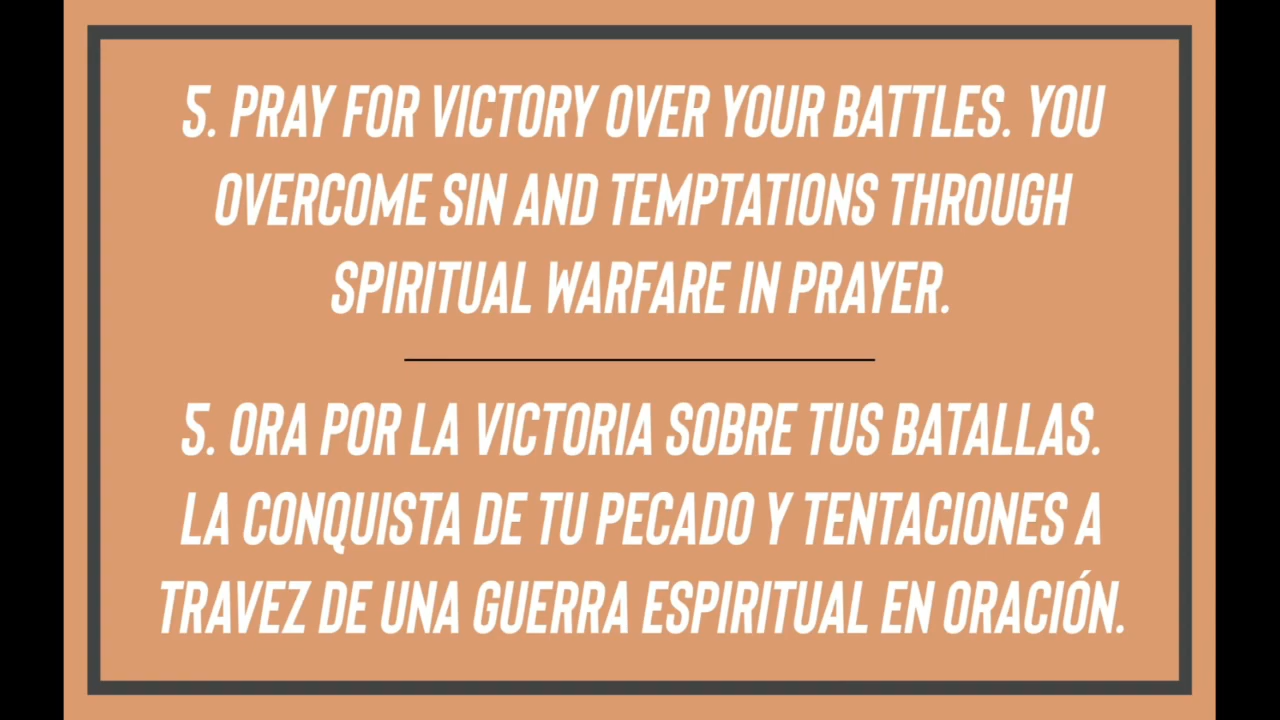 5. PRAY FOR VICTORY OVER YOUR BATTLES. YOU
OVERCOME SIN AND TEMPTATIONS THROUGH
SPIRITUAL WARFARE IN PRAYER.
5. ORA POR LA VICTORIA SOBRE TUS BATALLAS.
LA CONQUISTA DE TU PECADO Y TENTACIONES A
TRAVEZ DE UNA GUERRA ESPIRITUAL EN ORACIÓN.